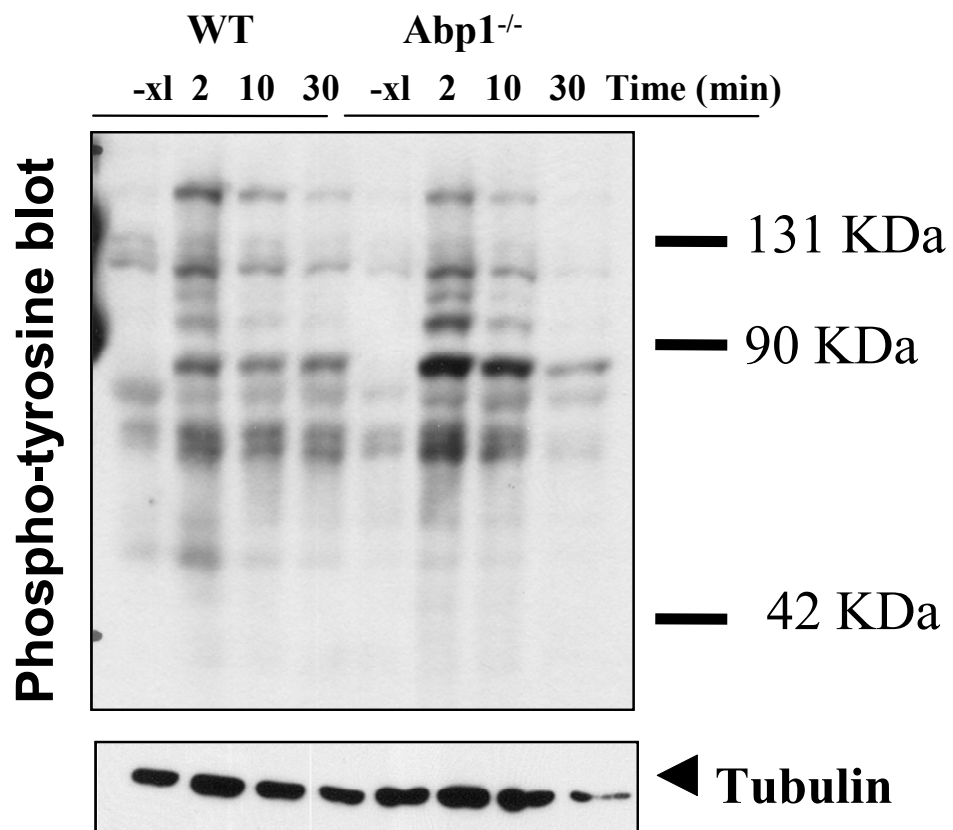 WT Abp1-/-
-xl 2 10 30 -xl 2 10 30 Time (min)
Phospho-tyrosine blot
131 KDa
90 KDa
42 KDa
Tubulin